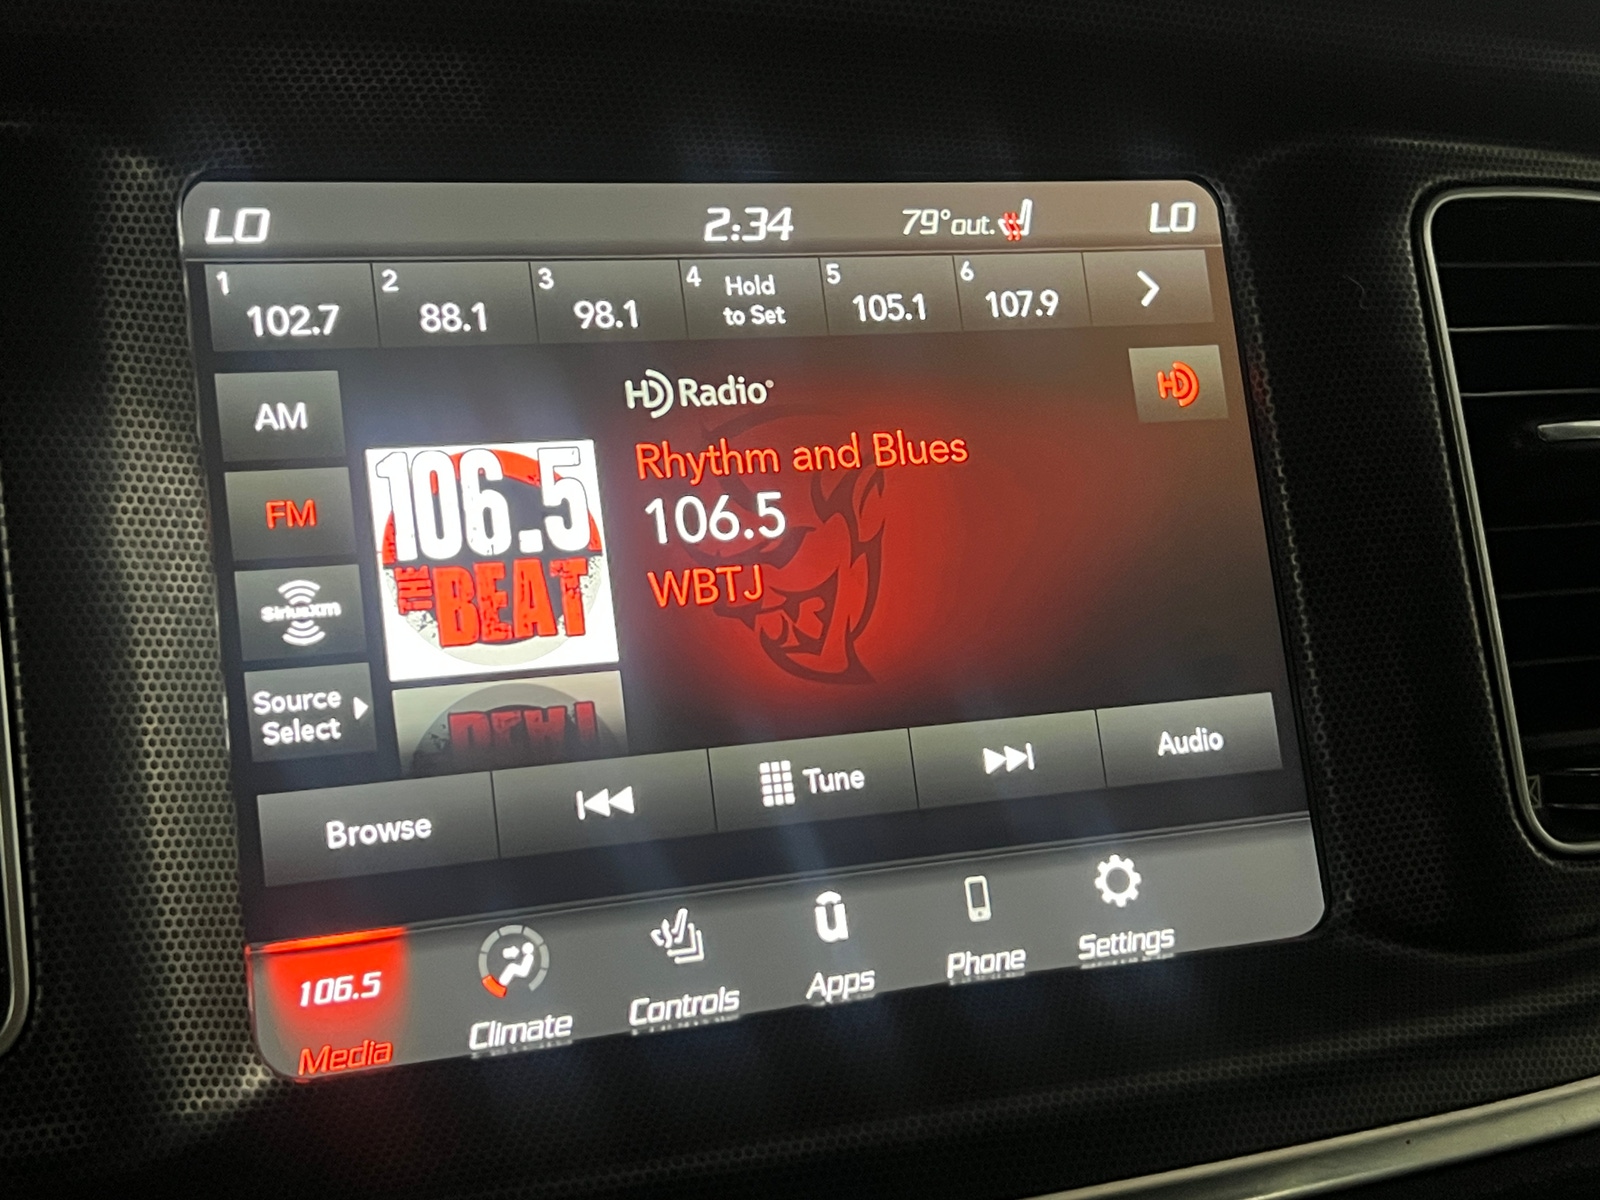 LO 2:34 79°out. LO
1 102.7
2 88.1
3 98.1
4 Hold to Set
5 105.1
6 107.9
HD Radio®
HD
AM
FM
SiriusXM
Source
Select
106.5
THE BEAT
Rhythm and Blues
106.5
WBTJ
Browse
Tune
Audio
106.5
Media
Climate
Controls
u
Apps
Phone
Settings